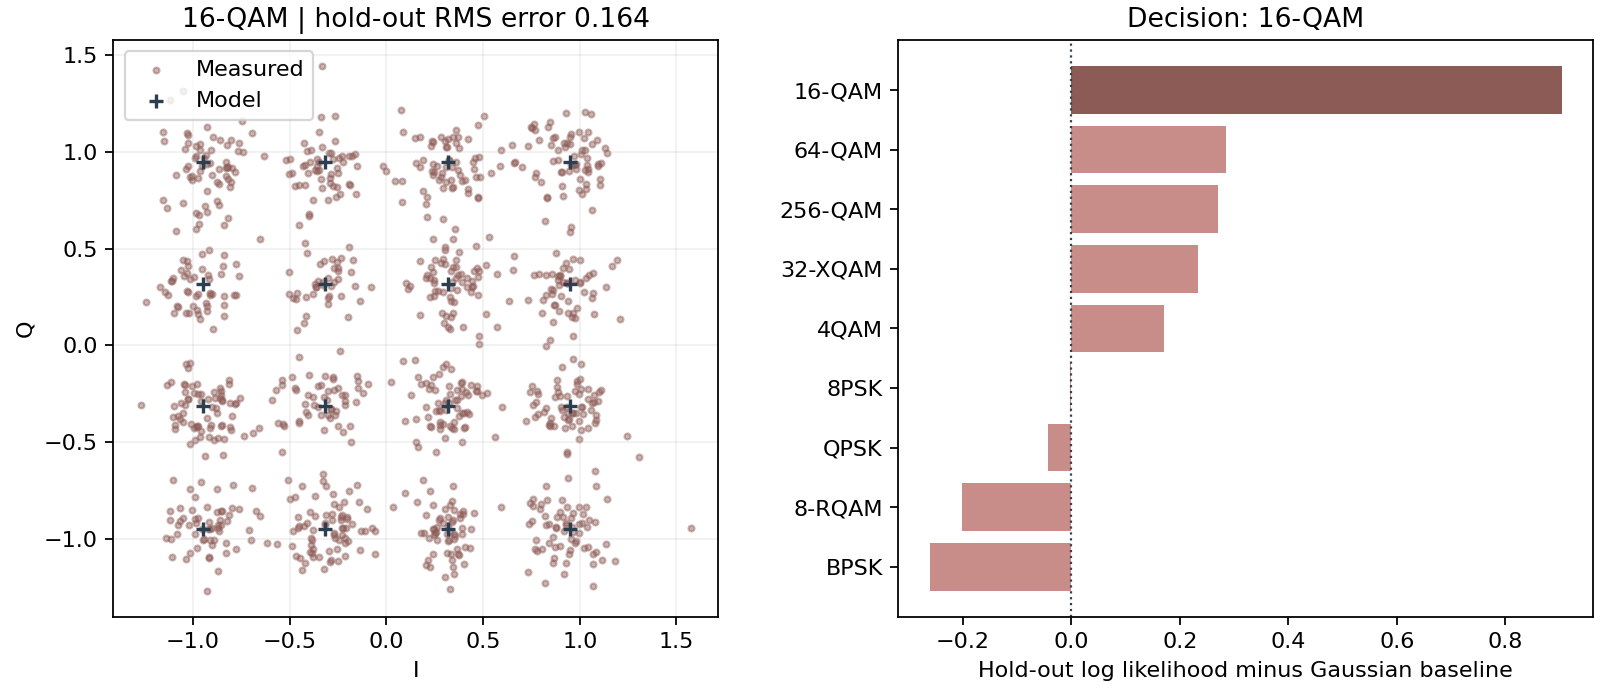 16-QAM | hold-out RMS error 0.164
Measured
Model
1.5
1.0
0.5
0.0
−0.5
−1.0
Q
−1.0
−0.5
0.0
0.5
1.0
1.5
I
Decision: 16-QAM
16-QAM
64-QAM
256-QAM
32-XQAM
4QAM
8PSK
QPSK
8-RQAM
BPSK
−0.2
0.0
0.2
0.4
0.6
0.8
Hold-out log likelihood minus Gaussian baseline